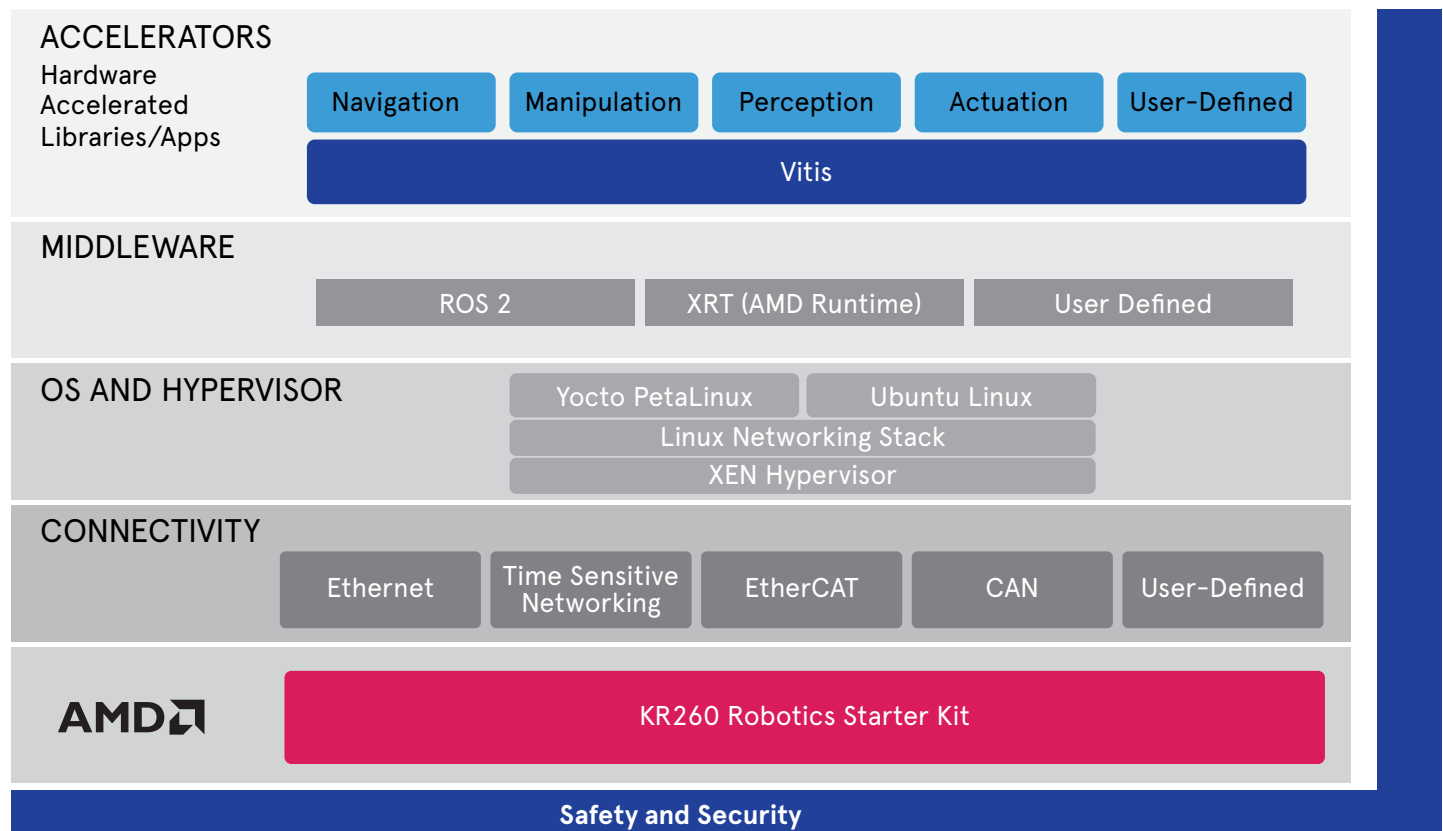 ACCELERATORS
Hardware
Accelerated
Libraries/Apps
Navigation
Manipulation
Perception
Actuation
User-Defined
Vitis
MIDDLEWARE
ROS 2
XRT (AMD Runtime)
User Defined
OS AND HYPERVISOR
Yocto PetaLinux
Ubuntu Linux
Linux Networking Stack
XEN Hypervisor
CONNECTIVITY
Ethernet
Time Sensitive
Networking
EtherCAT
CAN
User-Defined
AMD
KR260 Robotics Starter Kit
Safety and Security